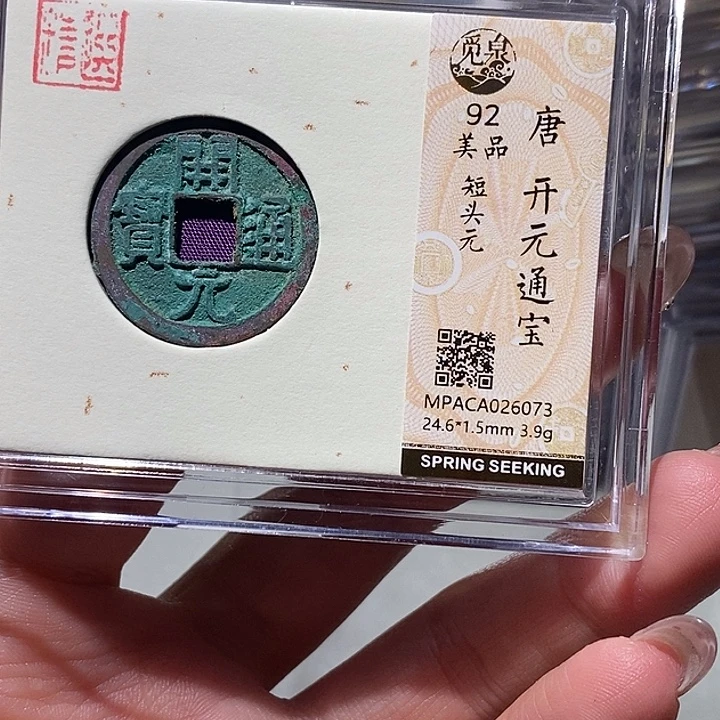 開
元
通
寳
觅泉
92
美品
短头元
唐 开元通宝
MPACA026073
24.6*1.5mm 3.9g
SPRING SEEKING